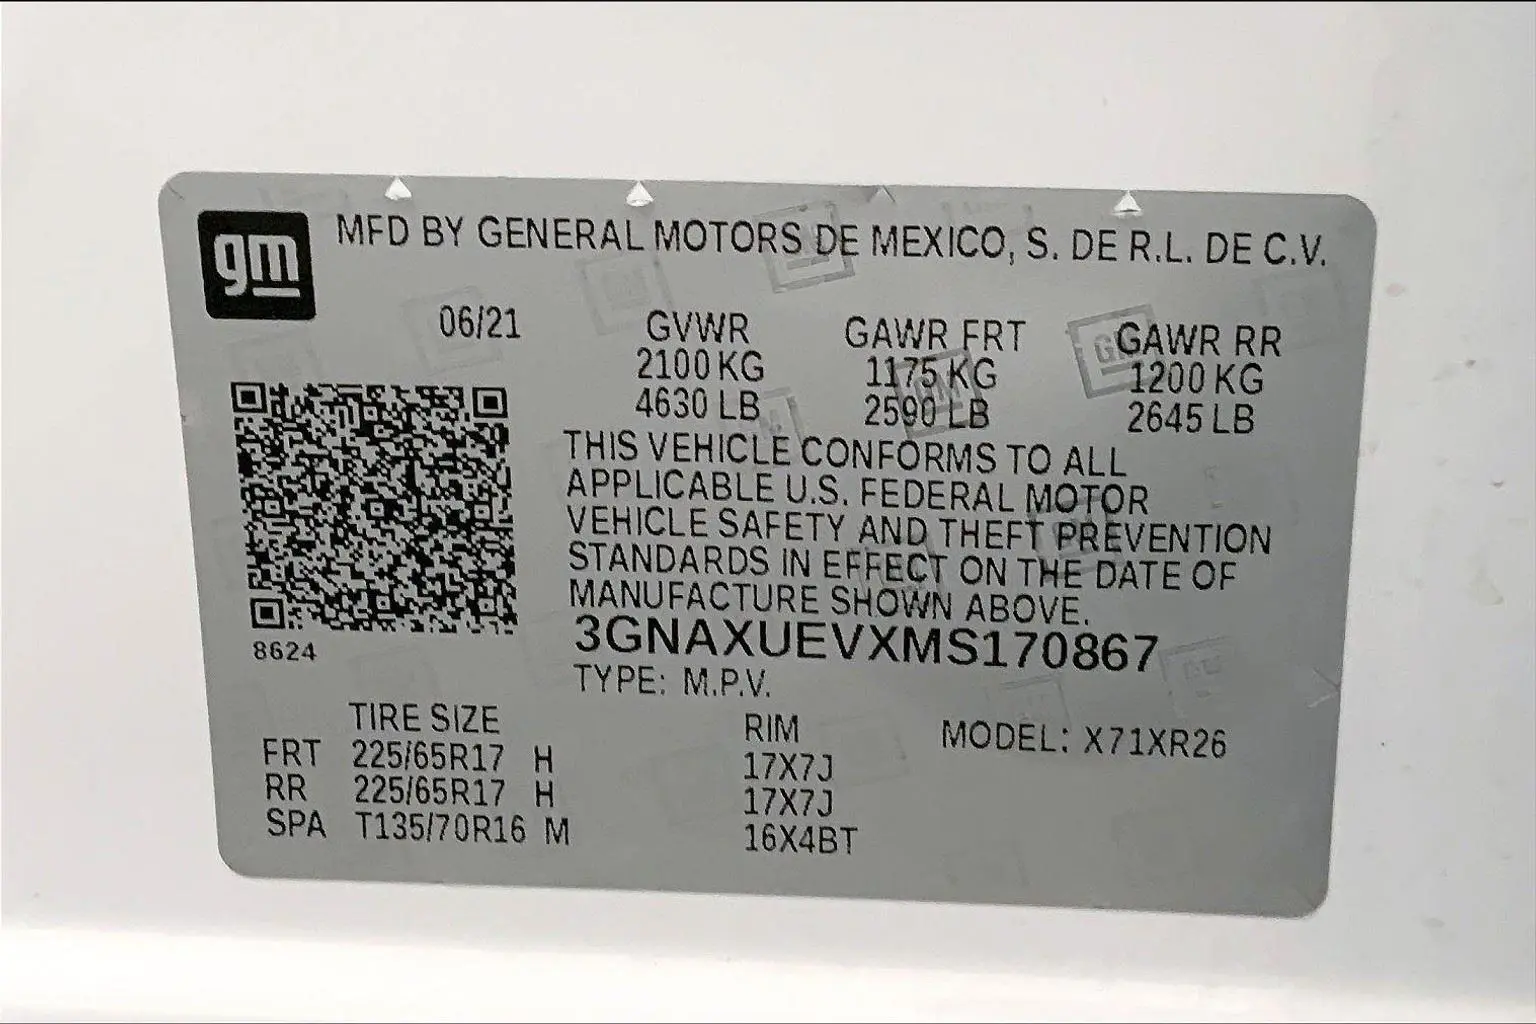 gm
MFD BY GENERAL MOTORS DE MEXICO, S. DE R.L. DE C.V.
06/21 GVWR GAWR FRT GAWR RR
2100 KG 1175 KG 1200 KG
4630 LB 2590 LB 2645 LB
THIS VEHICLE CONFORMS TO ALL
APPLICABLE U.S. FEDERAL MOTOR
VEHICLE SAFETY AND THEFT PREVENTION
STANDARDS IN EFFECT ON THE DATE OF
MANUFACTURE SHOWN ABOVE.
3GNAXUEVXMS170867
8624
TYPE: M.P.V.
TIRE SIZE RIM MODEL: X71XR26
FRT 225/65R17 H 17X7J
RR 225/65R17 H 17X7J
SPA T135/70R16 M 16X4BT